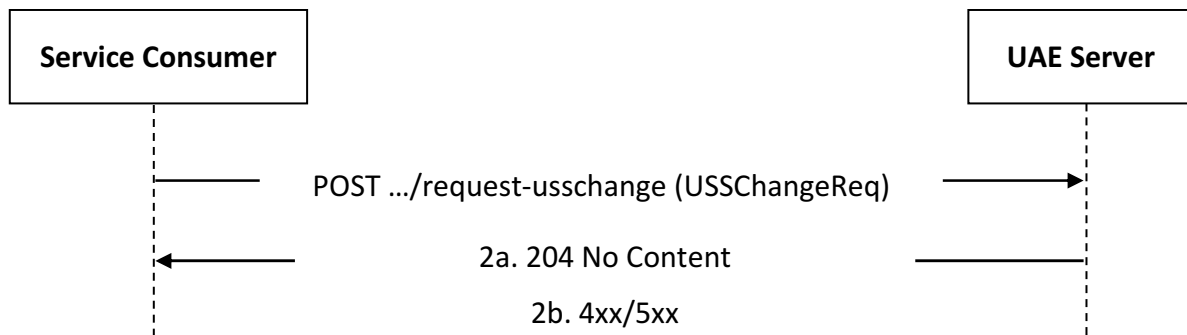 Service Consumer
UAE Server
POST …/request-usschange (USSChangeReq)
2a. 204 No Content
2b. 4xx/5xx